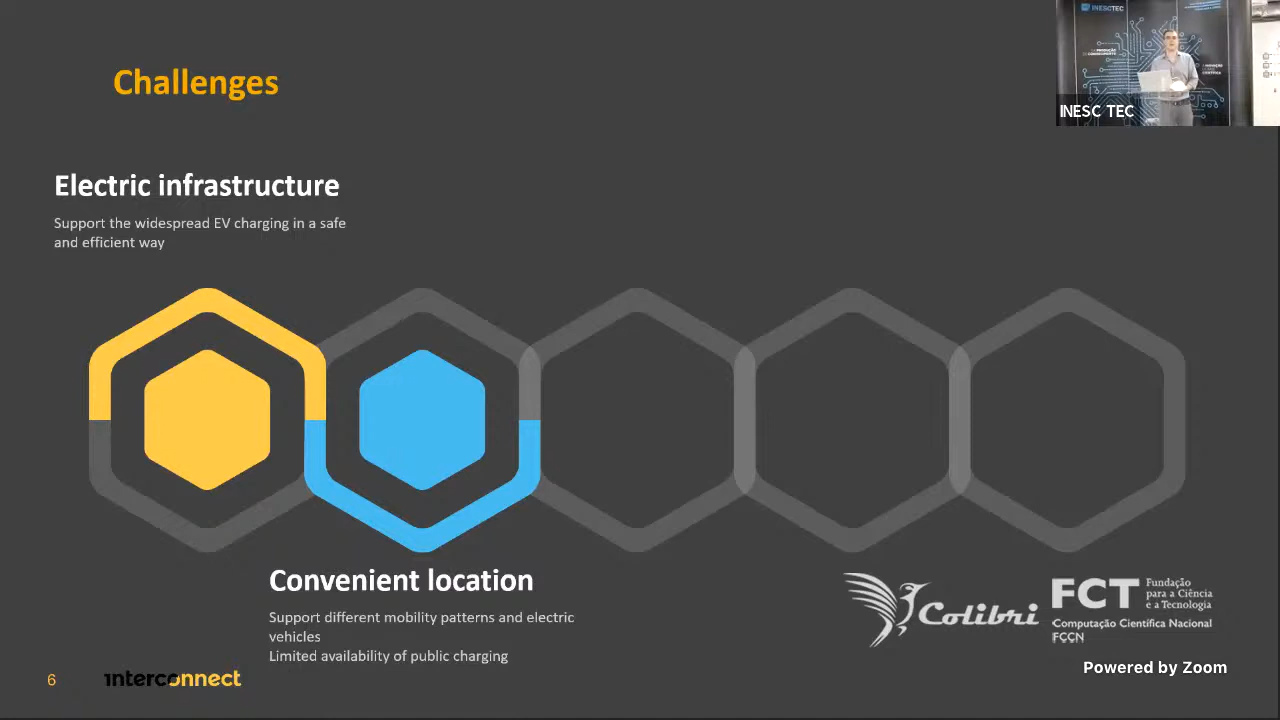 Challenges
INESCTEC
INESC TEC
Electric infrastructure
Support the widespread EV charging in a safe
and efficient way
Convenient location
Support different mobility patterns and electric
vehicles
Limited availability of public charging
Colibri
FCT
Fundação
para a Ciência
e a Tecnologia
Computação Científica Nacional
FCCN
Powered by Zoom
6
interconnect